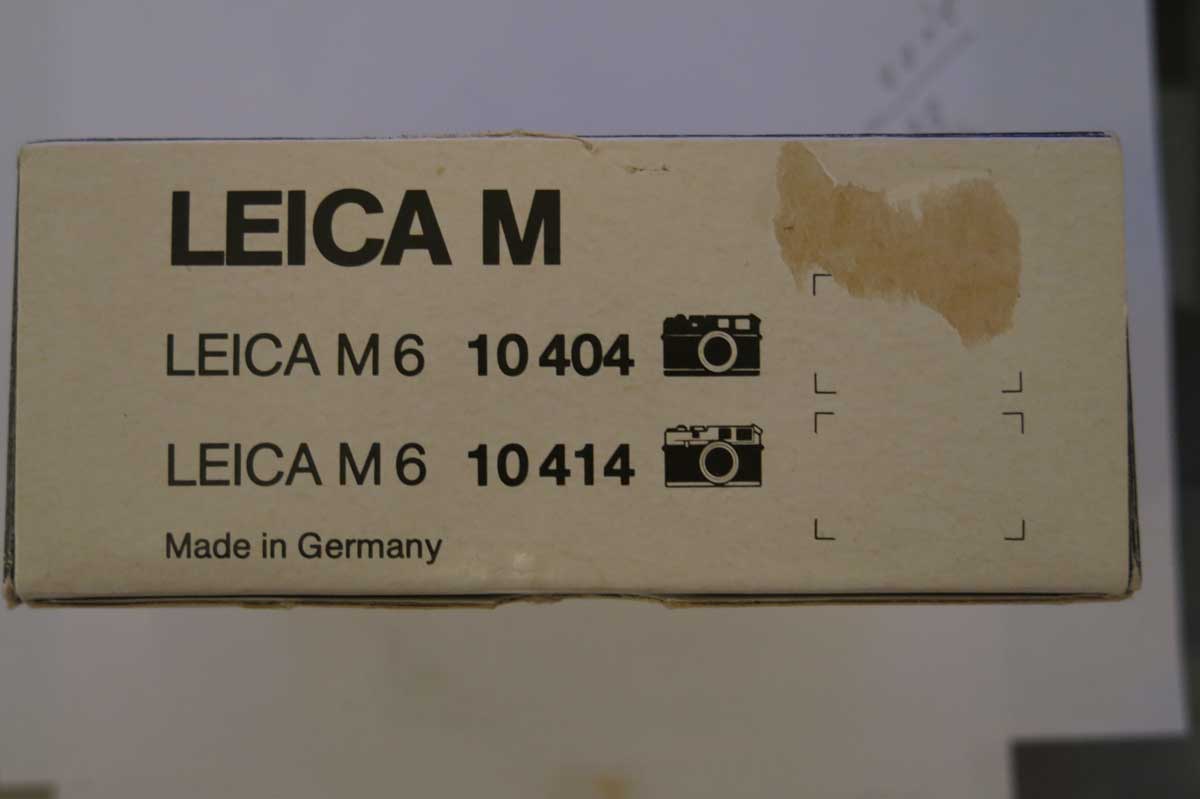 LEICA M
LEICA M 6 10 404
LEICA M 6 10 414
Made in Germany